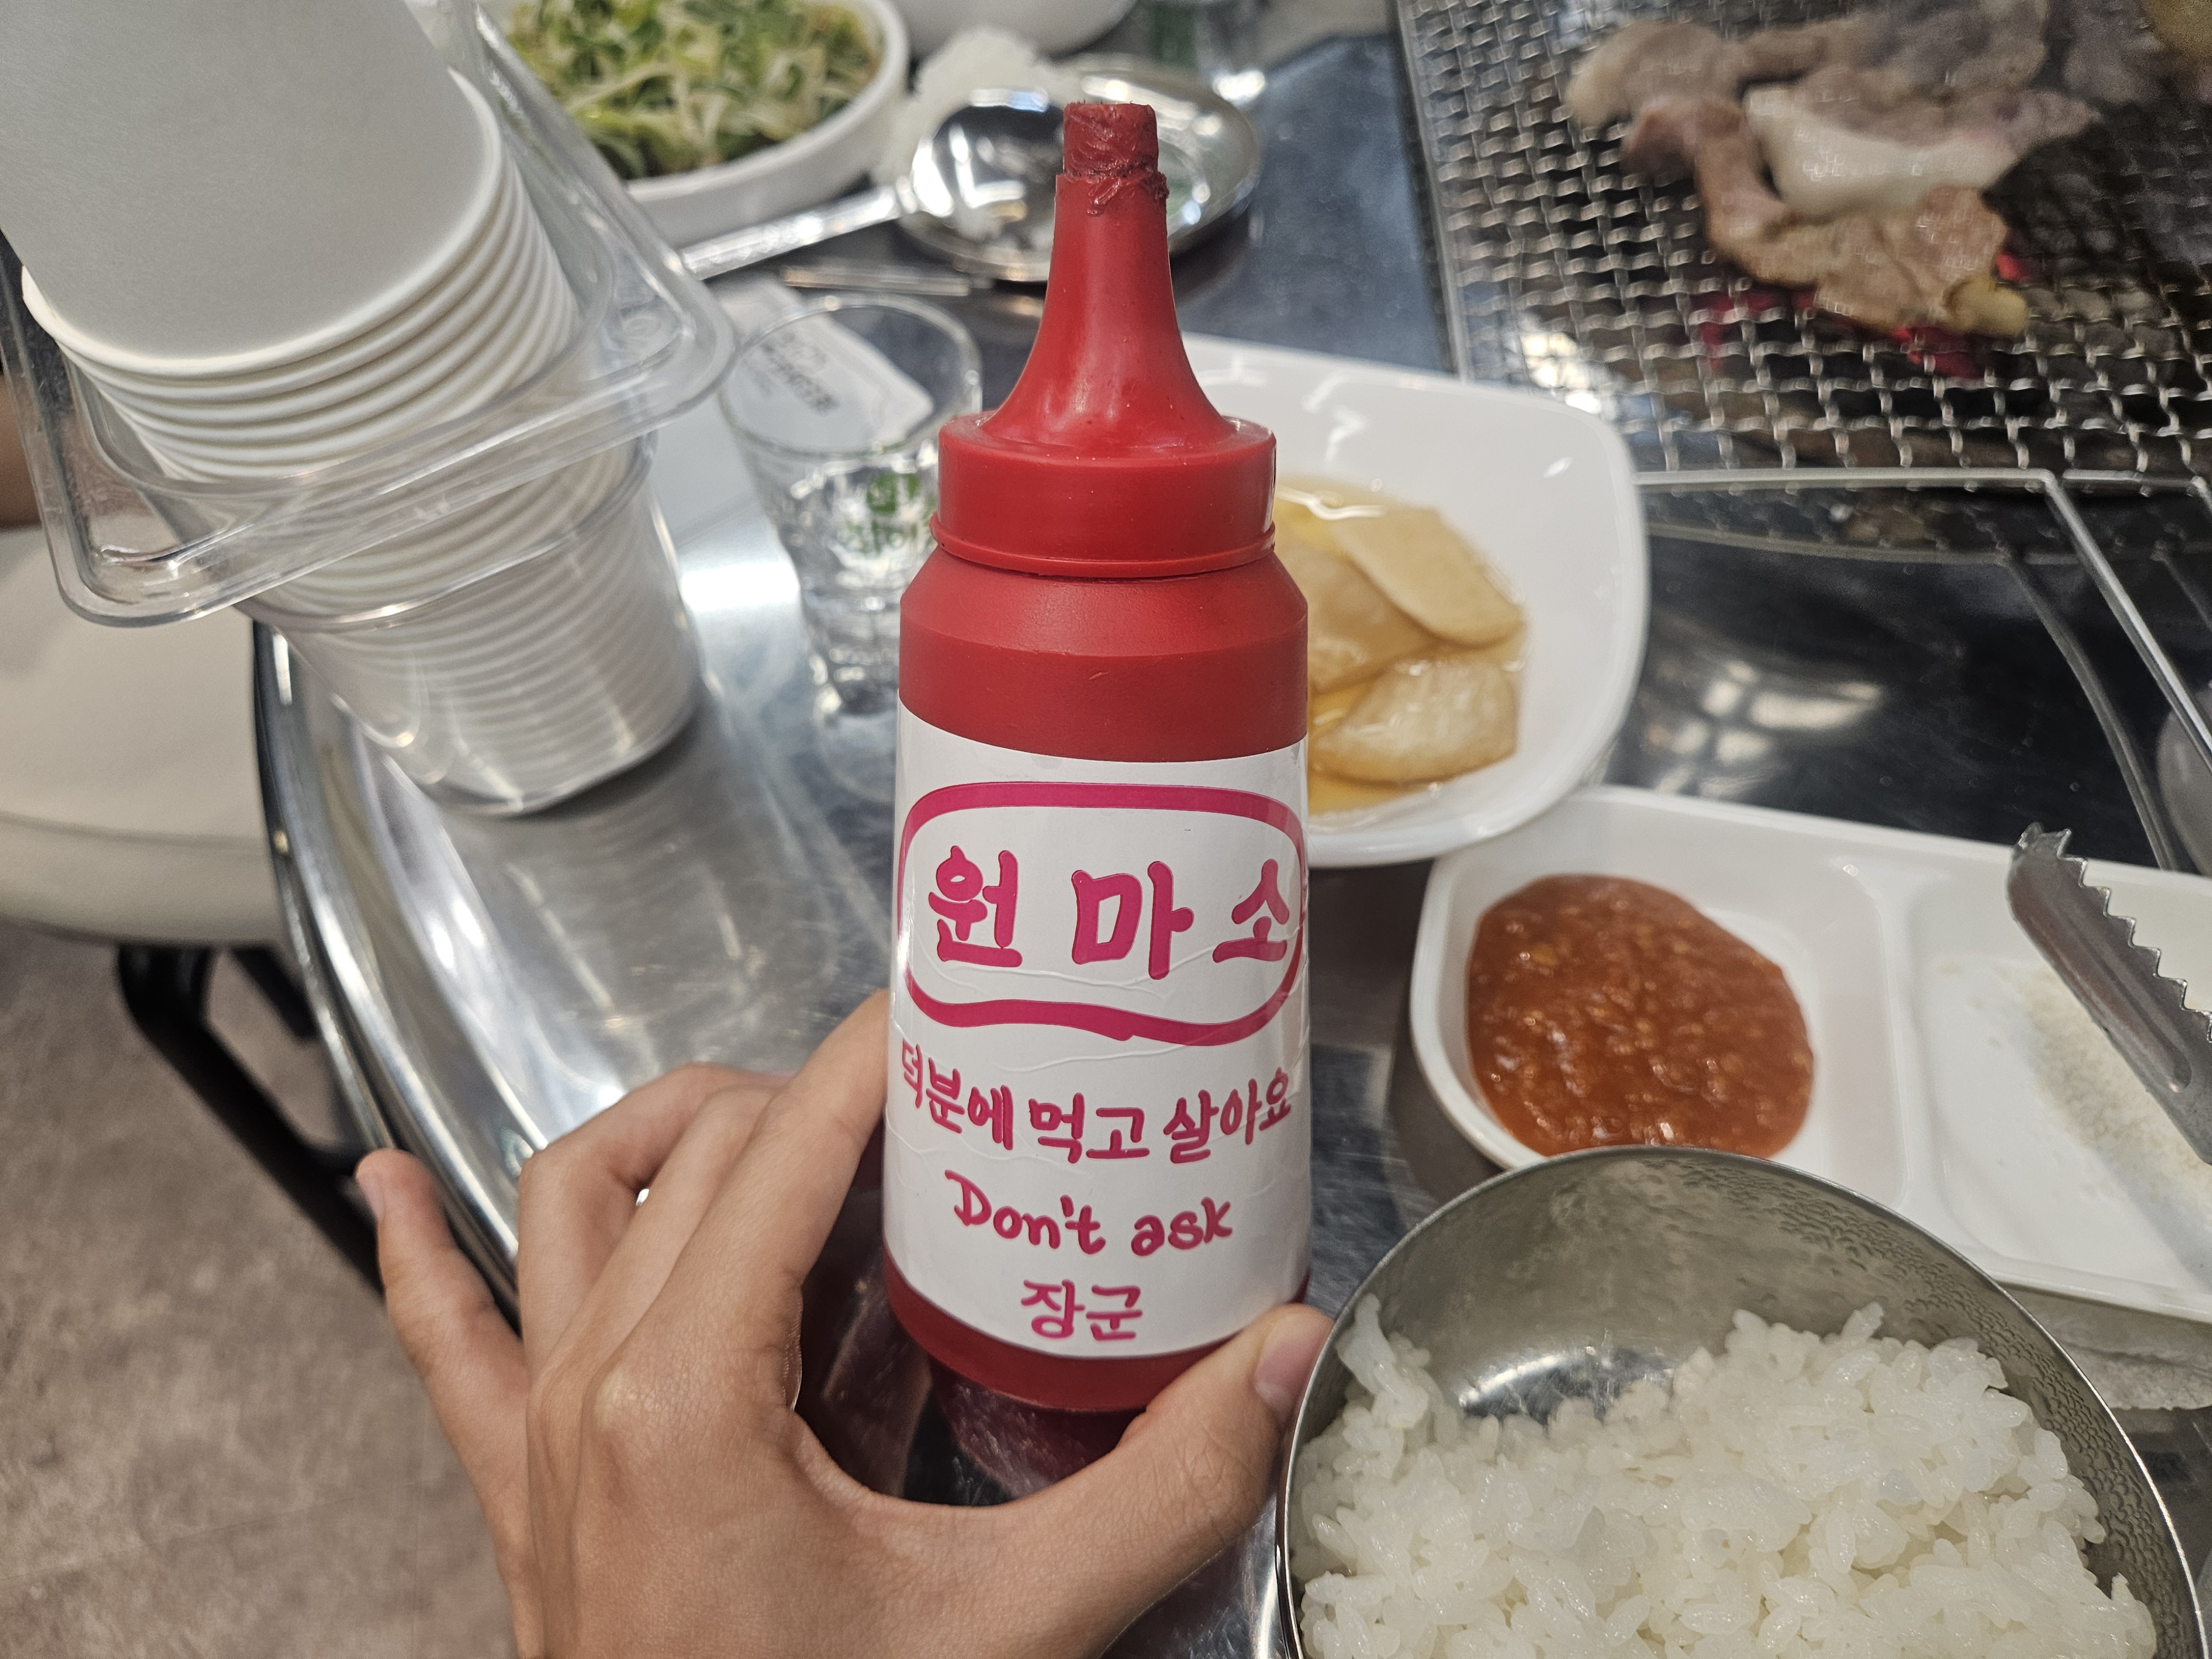 원 마 소
덕분에 먹고 살아요
Don't ask
장군